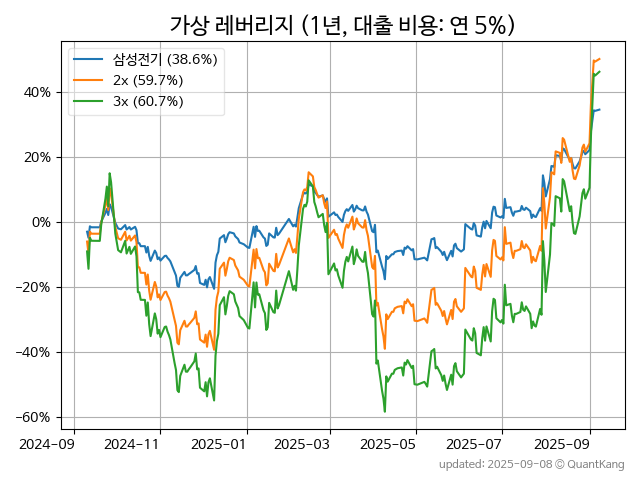 가상 레버리지 (1년, 대출 비용: 연 5%)
삼성전기 (38.6%)
2x (59.7%)
3x (60.7%)
40%
20%
0%
−20%
−40%
−60%
2024-09 2024-11 2025-01 2025-03 2025-05 2025-07 2025-09
updated: 2025-09-08 © QuantKang